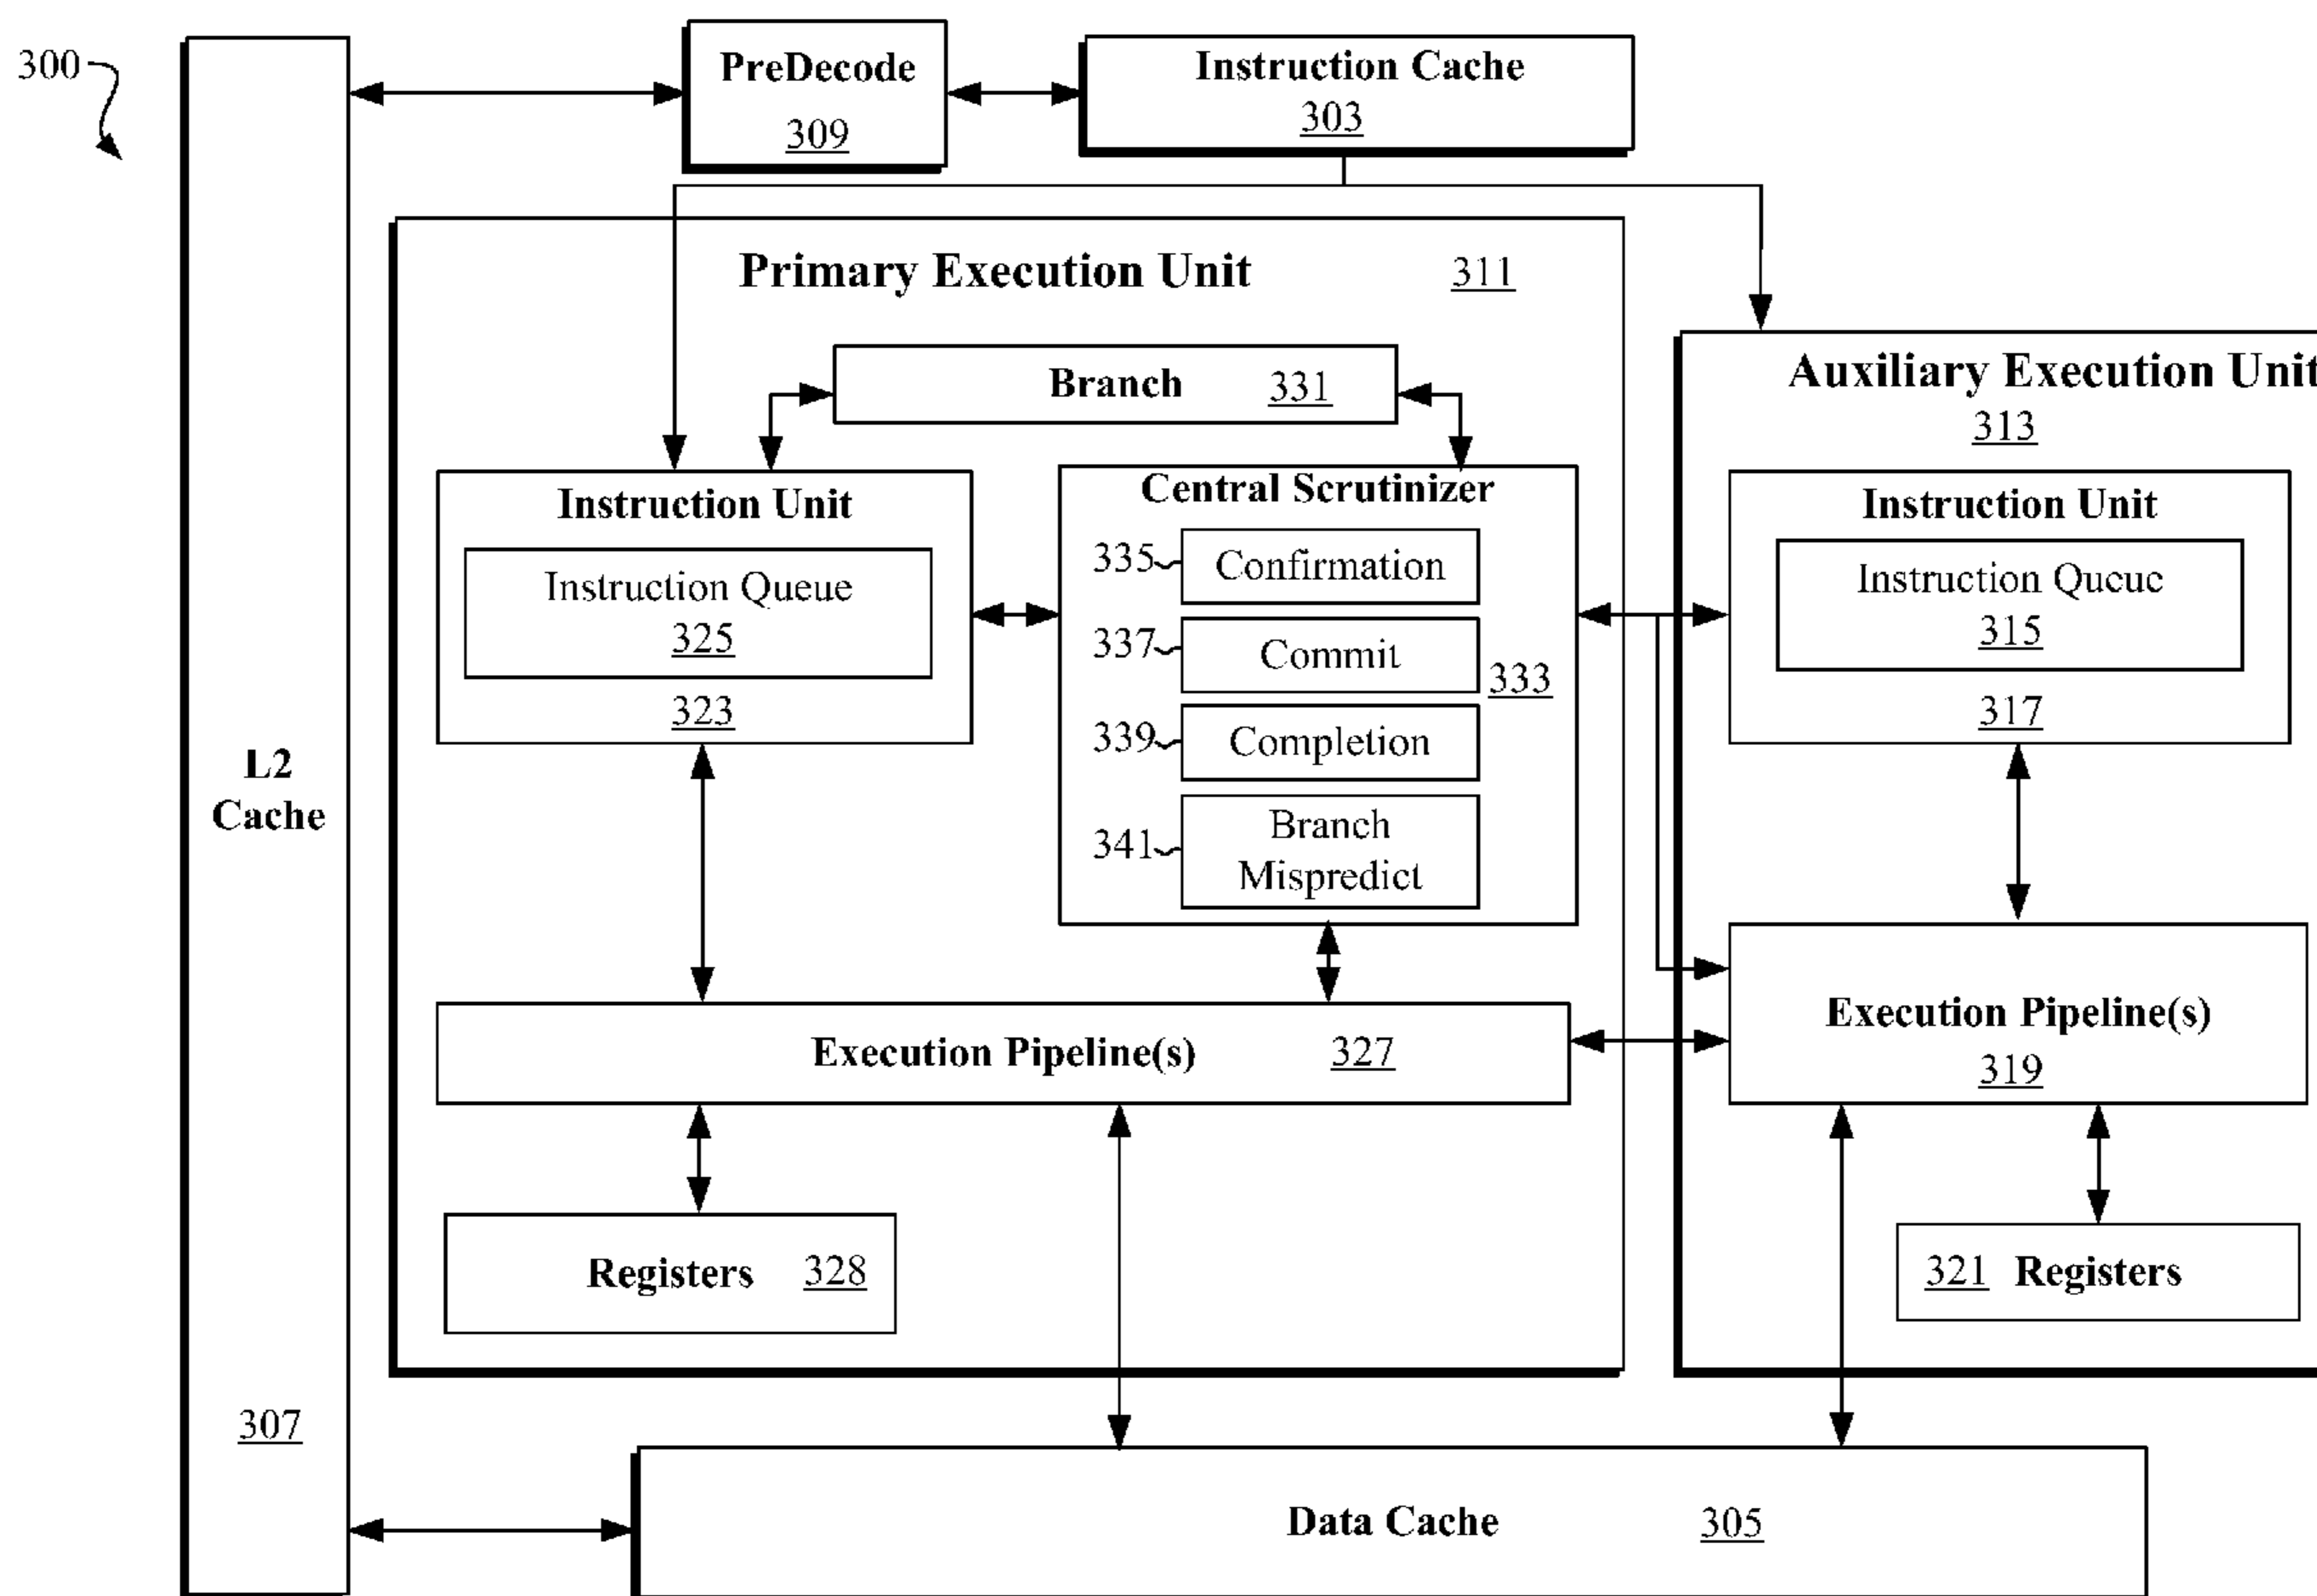 300
PreDecode
309
Instruction Cache
303
Primary Execution Unit 311
Branch 331
Instruction Unit
Instruction Queue
325
323
Central Scrutinizer
335 Confirmation
337 Commit
333
339 Completion
341 Branch
Mispredict
Auxiliary Execution Unit
313
Instruction Unit
Instruction Queue
315
317
L2
Cache
307
Execution Pipeline(s) 327
Execution Pipeline(s)
319
Registers 328
321 Registers
Data Cache 305